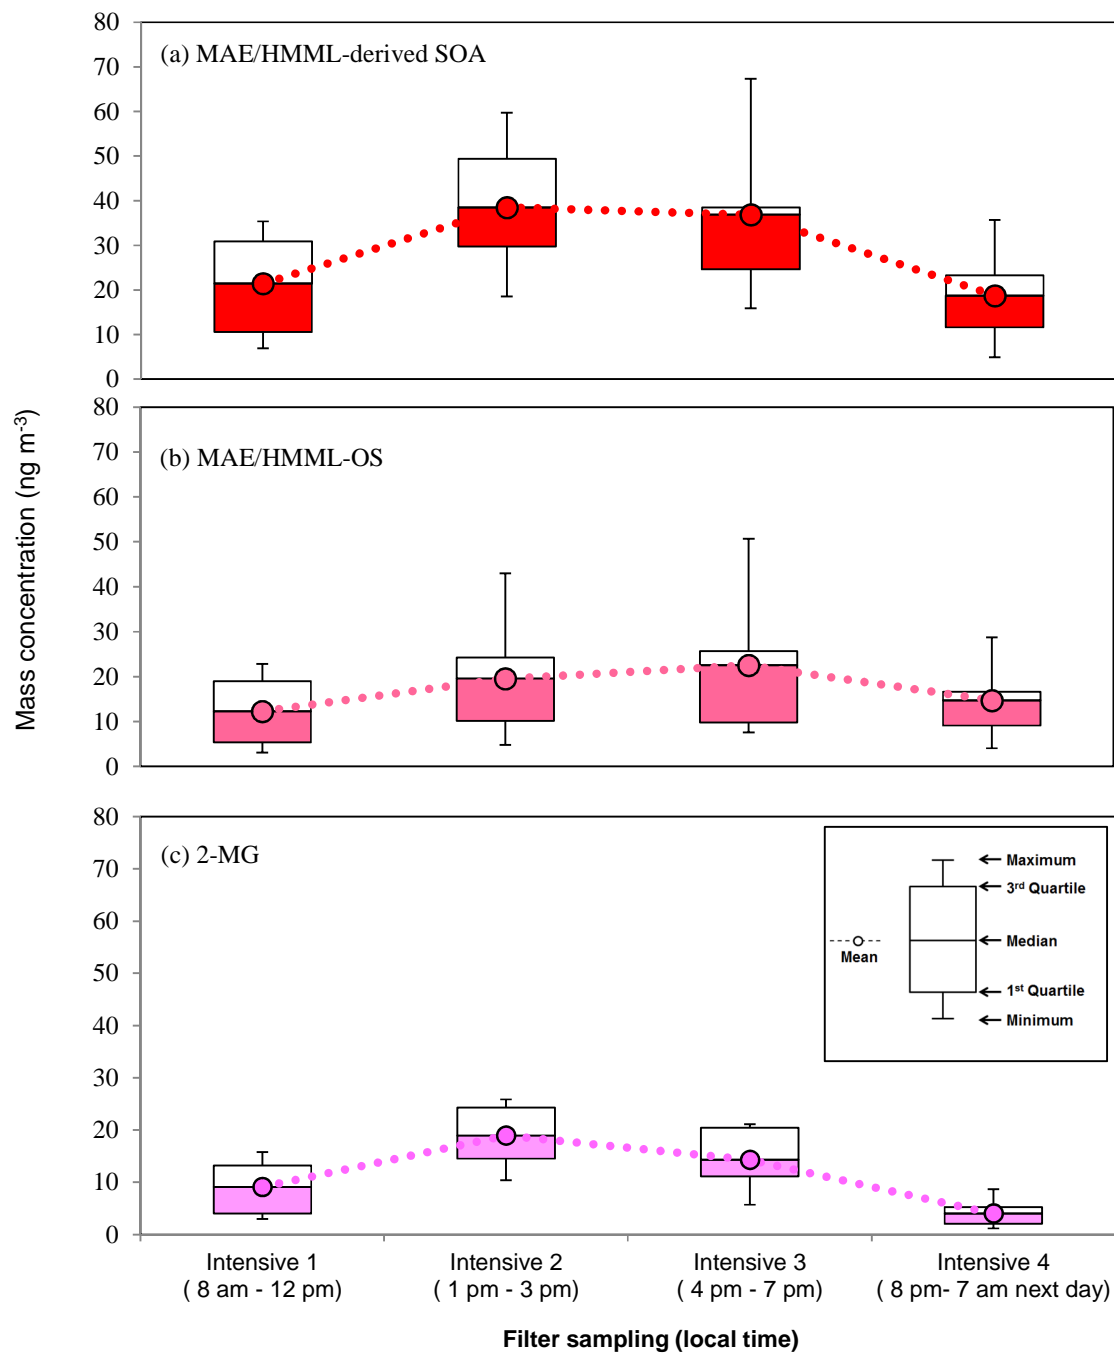 Mass concentration (ng m-3)
80
70
60
50
40
30
20
10
0
(a) MAE/HMML-derived SOA
80
70
60
50
40
30
20
10
0
(b) MAE/HMML-OS
80
70
60
50
40
30
20
10
0
(c) 2-MG
Maximum
3rd Quartile
Median
Mean
1st Quartile
Minimum
Intensive 1
( 8 am - 12 pm)
Intensive 2
( 1 pm - 3 pm)
Intensive 3
( 4 pm - 7 pm)
Intensive 4
( 8 pm- 7 am next day)
Filter sampling (local time)